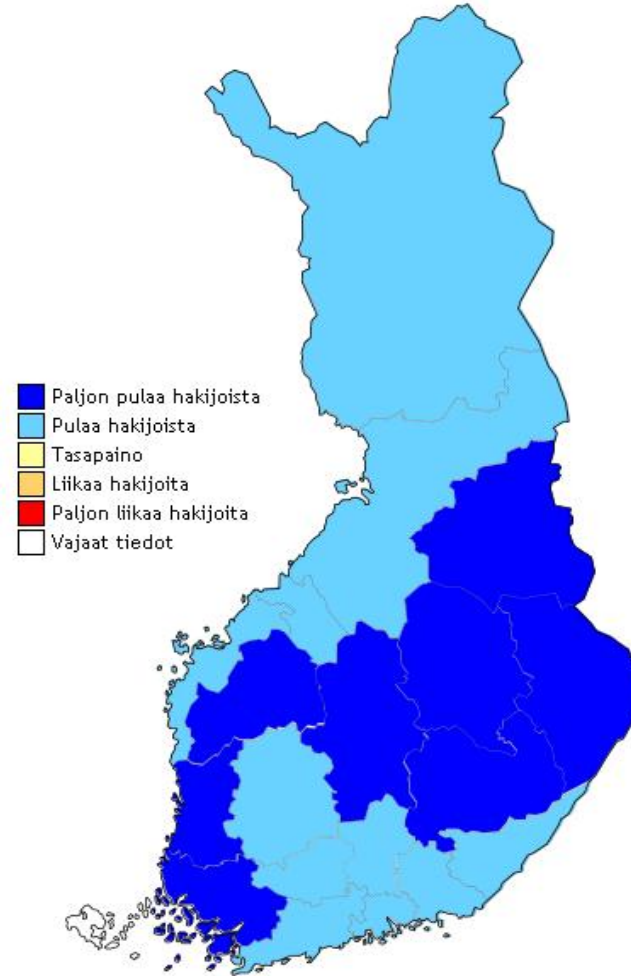 Paljon pulaa hakijoista
Pulaa hakijoista
Tasapaino
Liikaa hakijoita
Paljon liikaa hakijoita
Vajaat tiedot